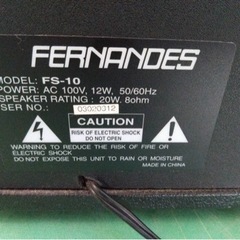 FERNANDES
MODEL: FS-10
POWER: AC 100V, 12W, 50/60Hz
SPEAKER RATING : 20W. 8ohm
SER NO. : 03020312
CAUTION
RISK OF ELECTRIC SHOCK
DO NOT OPEN
WARNING: TO REDUCE THE RISK OF FIRE OR
ELECTRIC SHOCK. DO NOT EXPOSE THIS
APPLIANCE TO RAIN OR MOISTURE
MADE IN CHINA